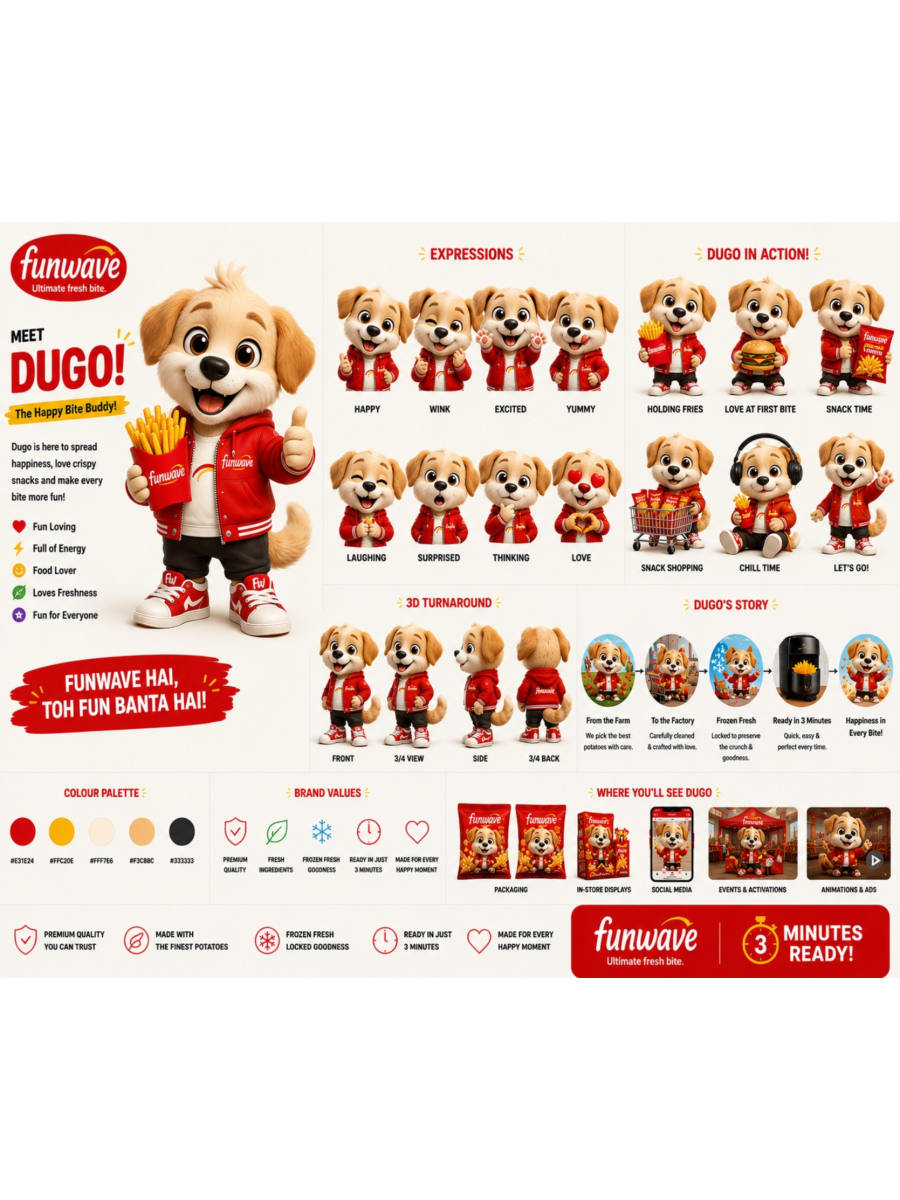 funwave
Ultimate fresh bite.
MEET
DUGO!
The Happy Bite Buddy!
Dugo is here to spread
happiness, love crispy
snacks and make every
bite more fun!
Fun Loving
Full of Energy
Food Lover
Loves Freshness
Fun for Everyone
FUNWAVE HAI,
TOH FUN BANTA HAI!
funwave
funwave
FW
FW
EXPRESSIONS
HAPPY
WINK
EXCITED
YUMMY
LAUGHING
SURPRISED
THINKING
LOVE
DUGO IN ACTION!
funwave
HOLDING FRIES
LOVE AT FIRST BITE
SNACK TIME
SNACK SHOPPING
CHILL TIME
LET'S GO!
3D TURNAROUND
FRONT
3/4 VIEW
SIDE
3/4 BACK
DUGO'S STORY
From the Farm
We pick the best
potatoes with care.
To the Factory
Carefully cleaned
& crafted with love.
Frozen Fresh
Locked to preserve
the crunch &
goodness.
Ready in 3 Minutes
Quick, easy &
perfect every time.
Happiness in
Every Bite!
COLOUR PALETTE
#E31E24
#FFC20E
#FFF7E6
#F3C88C
#333333
BRAND VALUES
PREMIUM
QUALITY
FRESH
INGREDIENTS
FROZEN FRESH
GOODNESS
READY IN JUST
3 MINUTES
MADE FOR EVERY
HAPPY MOMENT
WHERE YOU'LL SEE DUGO
funwave
funwave
funwave
funwave
PACKAGING
IN-STORE DISPLAYS
SOCIAL MEDIA
EVENTS & ACTIVATIONS
ANIMATIONS & ADS
PREMIUM QUALITY
YOU CAN TRUST
MADE WITH
THE FINEST POTATOES
FROZEN FRESH
LOCKED GOODNESS
READY IN JUST
3 MINUTES
MADE FOR EVERY
HAPPY MOMENT
funwave
Ultimate fresh bite.
3
MINUTES
READY!